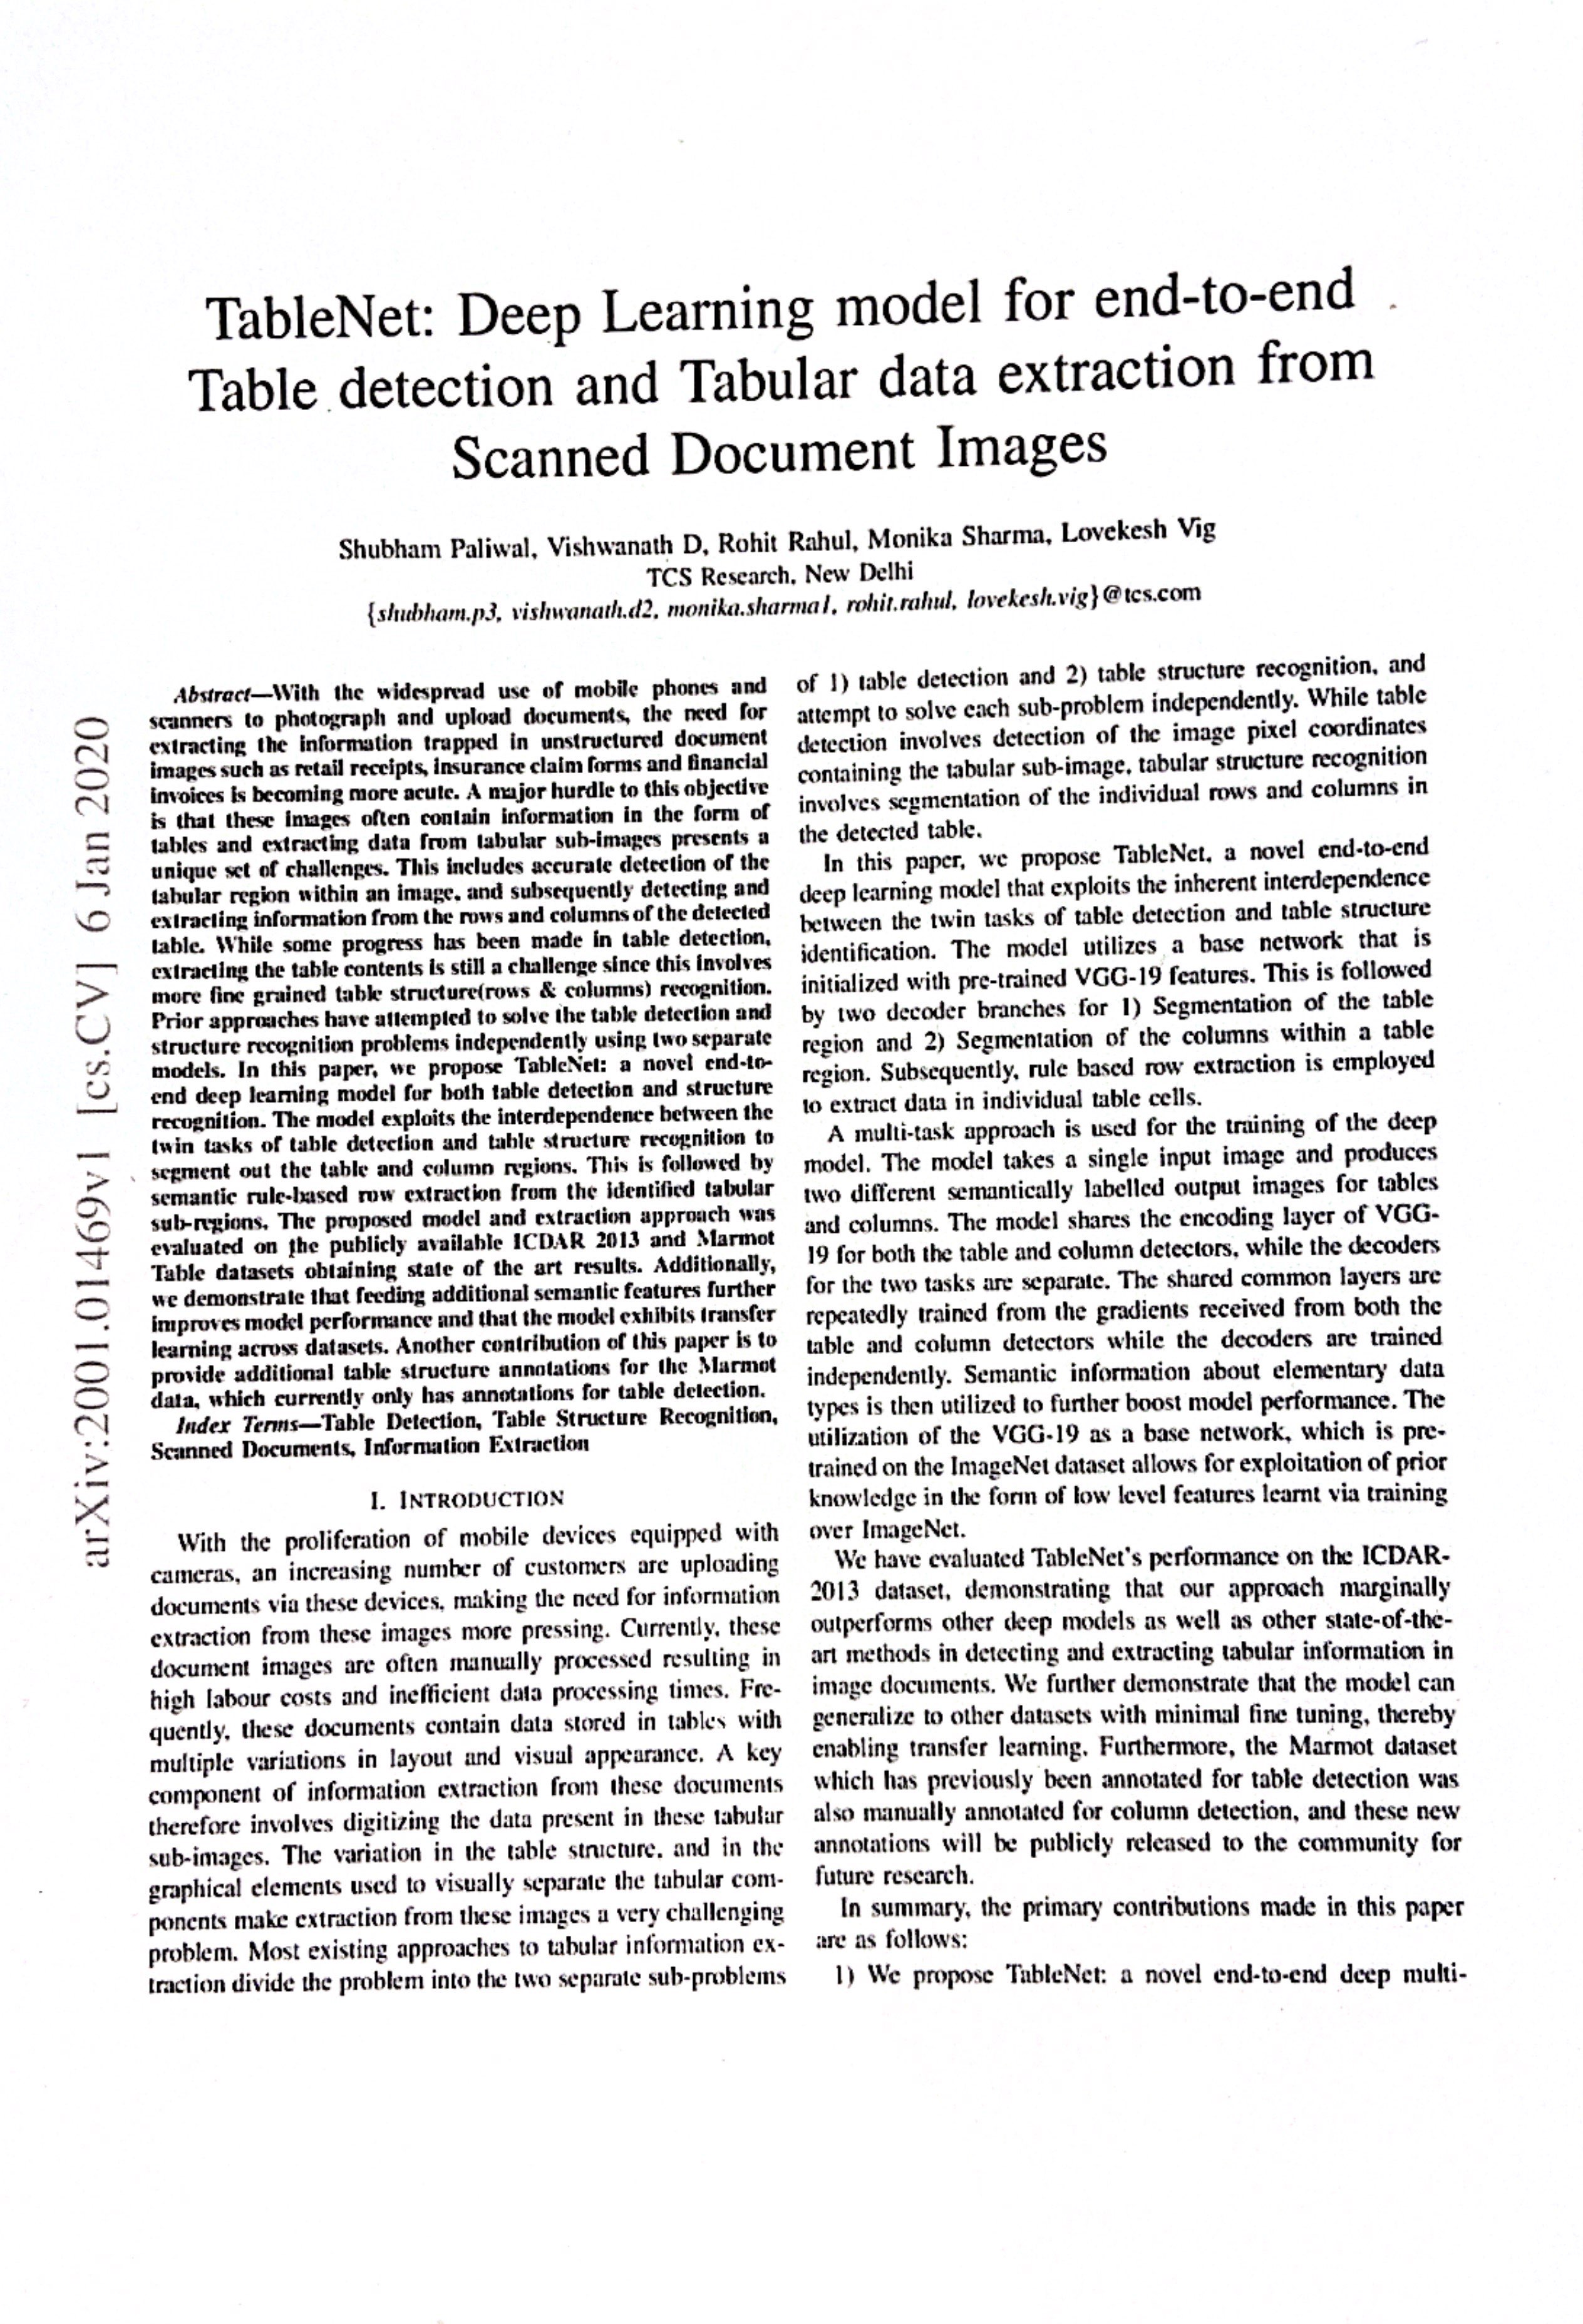 arXiv:2001.01469v1 [cs.CV] 6 Jan 2020
TableNet: Deep Learning model for end-to-end
Table detection and Tabular data extraction from
Scanned Document Images
Shubham Paliwal, Vishwanath D, Rohit Rahul, Monika Sharma, Lovekesh Vig
TCS Research, New Delhi
{shubham.p3, vishwanath.d2, monika.sharma1, rohit.rahul, lovekesh.vig}@tcs.com
Abstract—With the widespread use of mobile phones and
scanners to photograph and upload documents, the need for
extracting the information trapped in unstructured document
images such as retail receipts, insurance claim forms and financial
invoices is becoming more acute. A major hurdle to this objective
is that these images often contain information in the form of
tables and extracting data from tabular sub-images presents a
unique set of challenges. This includes accurate detection of the
tabular region within an image, and subsequently detecting and
extracting information from the rows and columns of the detected
table. While some progress has been made in table detection,
extracting the table contents is still a challenge since this involves
more fine grained table structure(rows & columns) recognition.
Prior approaches have attempted to solve the table detection and
structure recognition problems independently using two separate
models. In this paper, we propose TableNet: a novel end-to-
end deep learning model for both table detection and structure
recognition. The model exploits the interdependence between the
twin tasks of table detection and table structure recognition to
segment out the table and column regions. This is followed by
semantic rule-based row extraction from the identified tabular
sub-regions. The proposed model and extraction approach was
evaluated on the publicly available ICDAR 2013 and Marmot
Table datasets obtaining state of the art results. Additionally,
we demonstrate that feeding additional semantic features further
improves model performance and that the model exhibits transfer
learning across datasets. Another contribution of this paper is to
provide additional table structure annotations for the Marmot
data, which currently only has annotations for table detection.
Index Terms—Table Detection, Table Structure Recognition,
Scanned Documents, Information Extraction
I. INTRODUCTION
With the proliferation of mobile devices equipped with
cameras, an increasing number of customers are uploading
documents via these devices, making the need for information
extraction from these images more pressing. Currently, these
document images are often manually processed resulting in
high labour costs and inefficient data processing times. Fre-
quently, these documents contain data stored in tables with
multiple variations in layout and visual appearance. A key
component of information extraction from these documents
therefore involves digitizing the data present in these tabular
sub-images. The variation in the table structure, and in the
graphical elements used to visually separate the tabular com-
ponents make extraction from these images a very challenging
problem. Most existing approaches to tabular information ex-
traction divide the problem into the two separate sub-problems
of 1) table detection and 2) table structure recognition, and
attempt to solve each sub-problem independently. While table
detection involves detection of the image pixel coordinates
containing the tabular sub-image, tabular structure recognition
involves segmentation of the individual rows and columns in
the detected table.
In this paper, we propose TableNet, a novel end-to-end
deep learning model that exploits the inherent interdependence
between the twin tasks of table detection and table structure
identification. The model utilizes a base network that is
initialized with pre-trained VGG-19 features. This is followed
by two decoder branches for 1) Segmentation of the table
region and 2) Segmentation of the columns within a table
region. Subsequently, rule based row extraction is employed
to extract data in individual table cells.
A multi-task approach is used for the training of the deep
model. The model takes a single input image and produces
two different semantically labelled output images for tables
and columns. The model shares the encoding layer of VGG-
19 for both the table and column detectors, while the decoders
for the two tasks are separate. The shared common layers are
repeatedly trained from the gradients received from both the
table and column detectors while the decoders are trained
independently. Semantic information about elementary data
types is then utilized to further boost model performance. The
utilization of the VGG-19 as a base network, which is pre-
trained on the ImageNet dataset allows for exploitation of prior
knowledge in the form of low level features learnt via training
over ImageNet.
We have evaluated TableNet's performance on the ICDAR-
2013 dataset, demonstrating that our approach marginally
outperforms other deep models as well as other state-of-the-
art methods in detecting and extracting tabular information in
image documents. We further demonstrate that the model can
generalize to other datasets with minimal fine tuning, thereby
enabling transfer learning. Furthermore, the Marmot dataset
which has previously been annotated for table detection was
also manually annotated for column detection, and these new
annotations will be publicly released to the community for
future research.
In summary, the primary contributions made in this paper
are as follows:
1) We propose TableNet: a novel end-to-end deep multi-